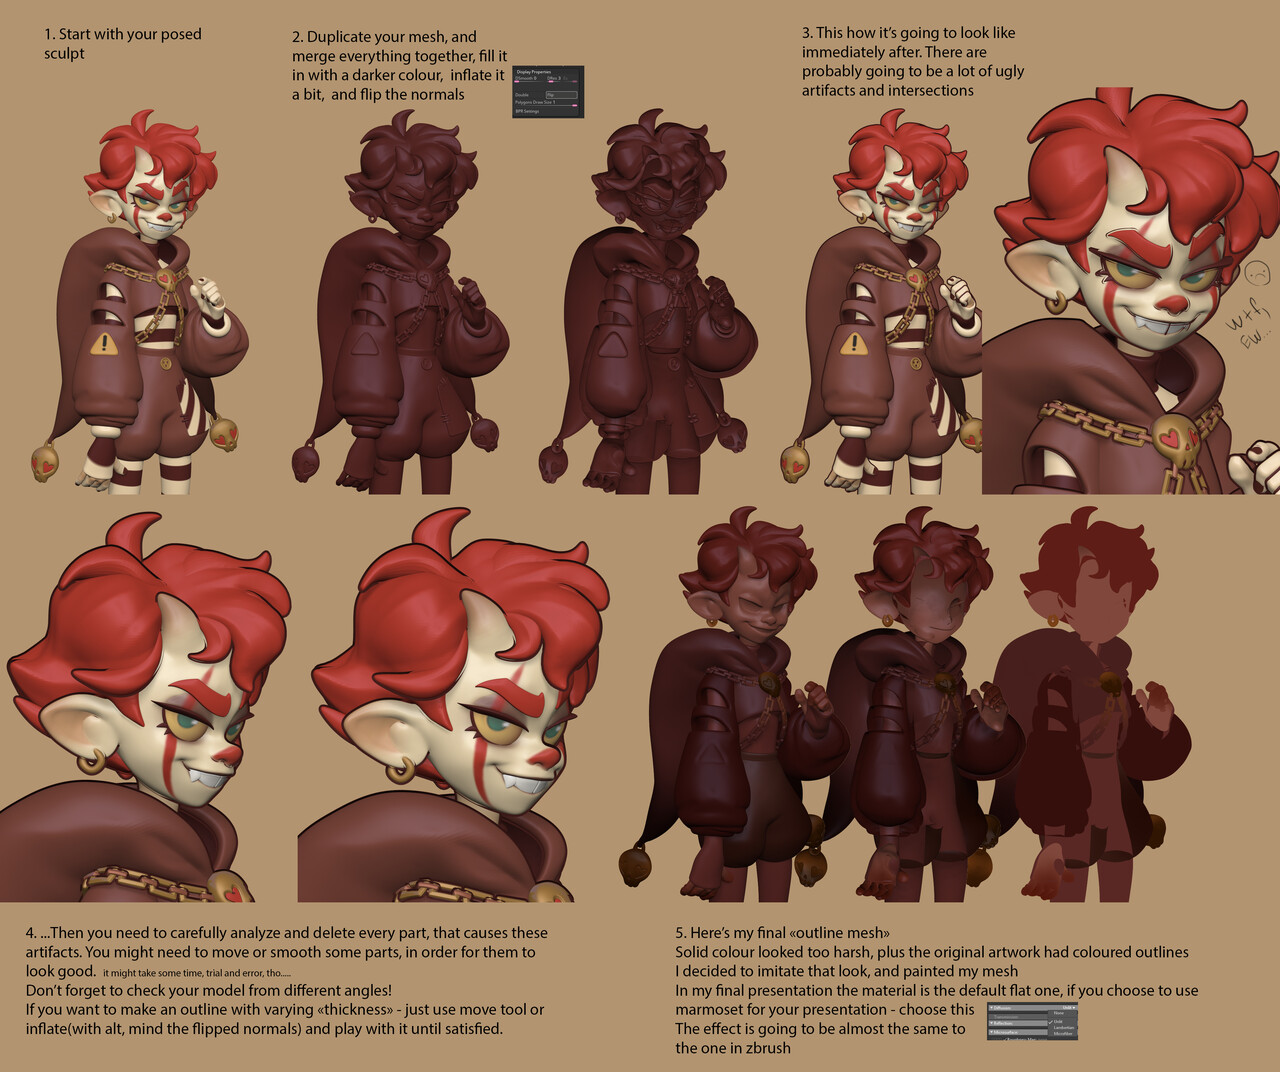 1. Start with your posed
sculpt
2. Duplicate your mesh, and
merge everything together, fill it
in with a darker colour,  inflate it
a bit,  and flip the normals
Display Properties
Double
Flip
BPR Settings
3. This how it's going to look like
immediately after. There are
probably going to be a lot of ugly
artifacts and intersections
!
!
wtf,
EW...
4. ...Then you need to carefully analyze and delete every part, that causes these
artifacts. You might need to move or smooth some parts, in order for them to
look good.  it might take some time, trial and error, tho.....
Don't forget to check your model from different angles!
If you want to make an outline with varying «thickness» - just use move tool or
inflate(with alt, mind the flipped normals) and play with it until satisfied.
5. Here's my final «outline mesh»
Solid colour looked too harsh, plus the original artwork had coloured outlines
I decided to imitate that look, and painted my mesh
In my final presentation the material is the default flat one, if you choose to use
marmoset for your presentation - choose this
The effect is going to be almost the same to
the one in zbrush